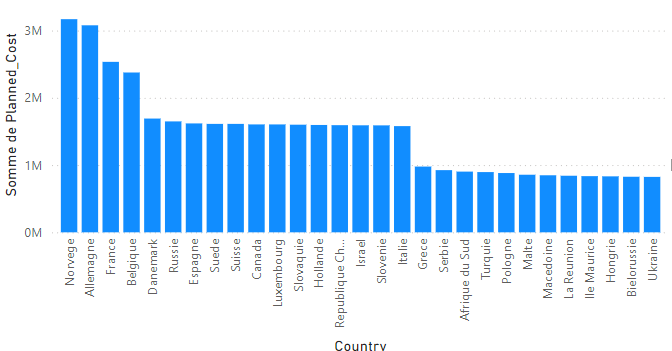 Somme de Planned_Cost
3M
2M
1M
0M
Norvege
Allemagne
France
Belgique
Danemark
Russie
Espagne
Suede
Suisse
Canada
Luxembourg
Slovaquie
Hollande
Republique Ch...
Israel
Slovenie
Italie
Grece
Serbie
Afrique du Sud
Turquie
Pologne
Malte
Macedoine
La Reunion
Ile Maurice
Hongrie
Bielorussie
Ukraine
Country